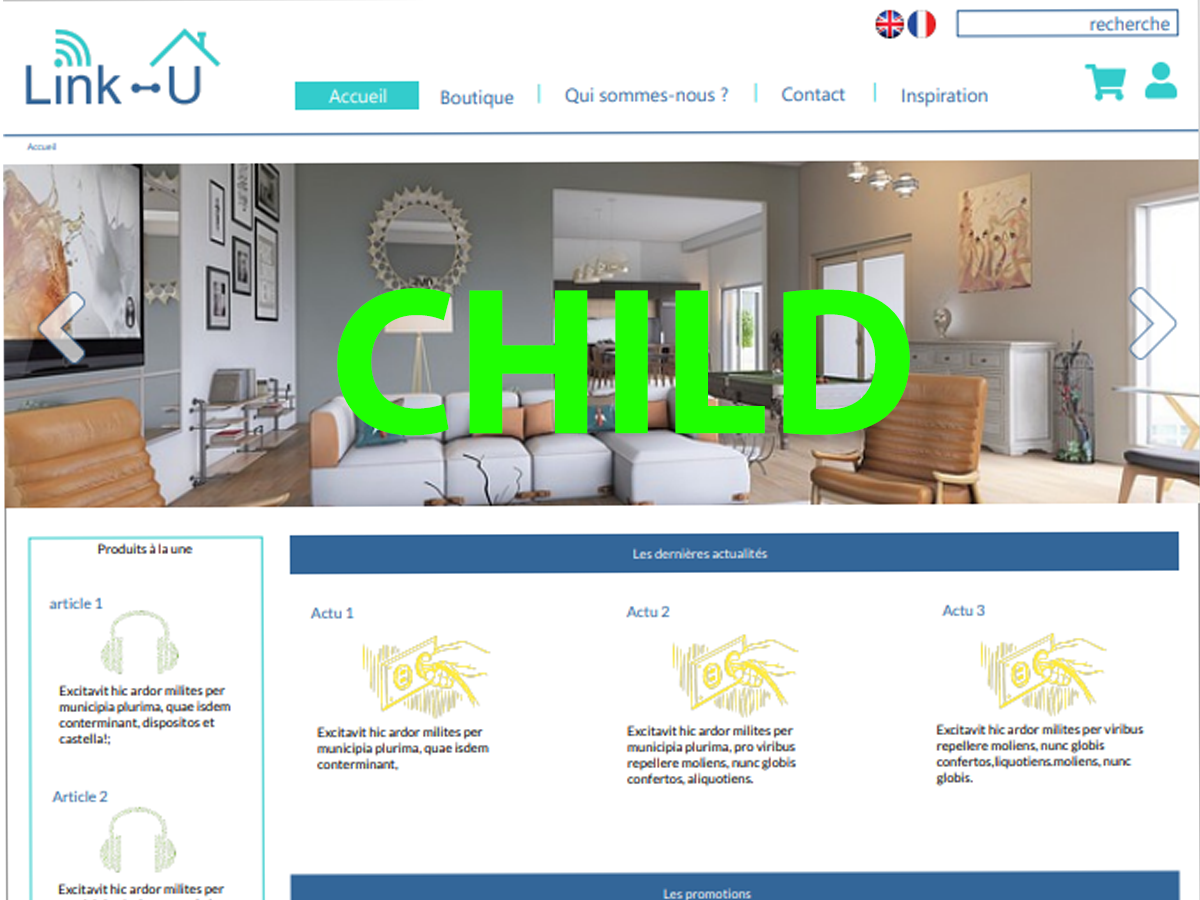 recherche
Link U
Accueil
Boutique
Qui sommes-nous ?
Contact
Inspiration
Accueil
CHILD
Produits à la une
article 1
Excitavit hic ardor milites per
municipia plurima, quae isdem
conterminant, dispositos et
castella!;
Article 2
Excitavit hic ardor milites per
Les dernières actualités
Actu 1
Excitavit hic ardor milites per
municipia plurima, quae isdem
conterminant,
Actu 2
Excitavit hic ardor milites per
municipia plurima, pro viribus
repellere moliens, nunc globis
confertos, aliquotiens.
Actu 3
Excitavit hic ardor milites per viribus
repellere moliens, nunc globis
confertos,liquotiens.moliens, nunc
globis.
Les promotions